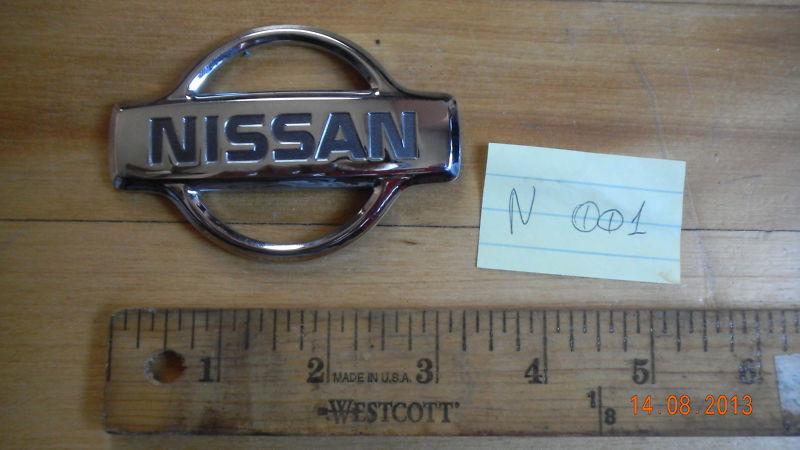 NISSAN
N 001
1 2 3 4 5 6
MADE IN U.S.A.
WESTCOTT
1/8
14.08.2013